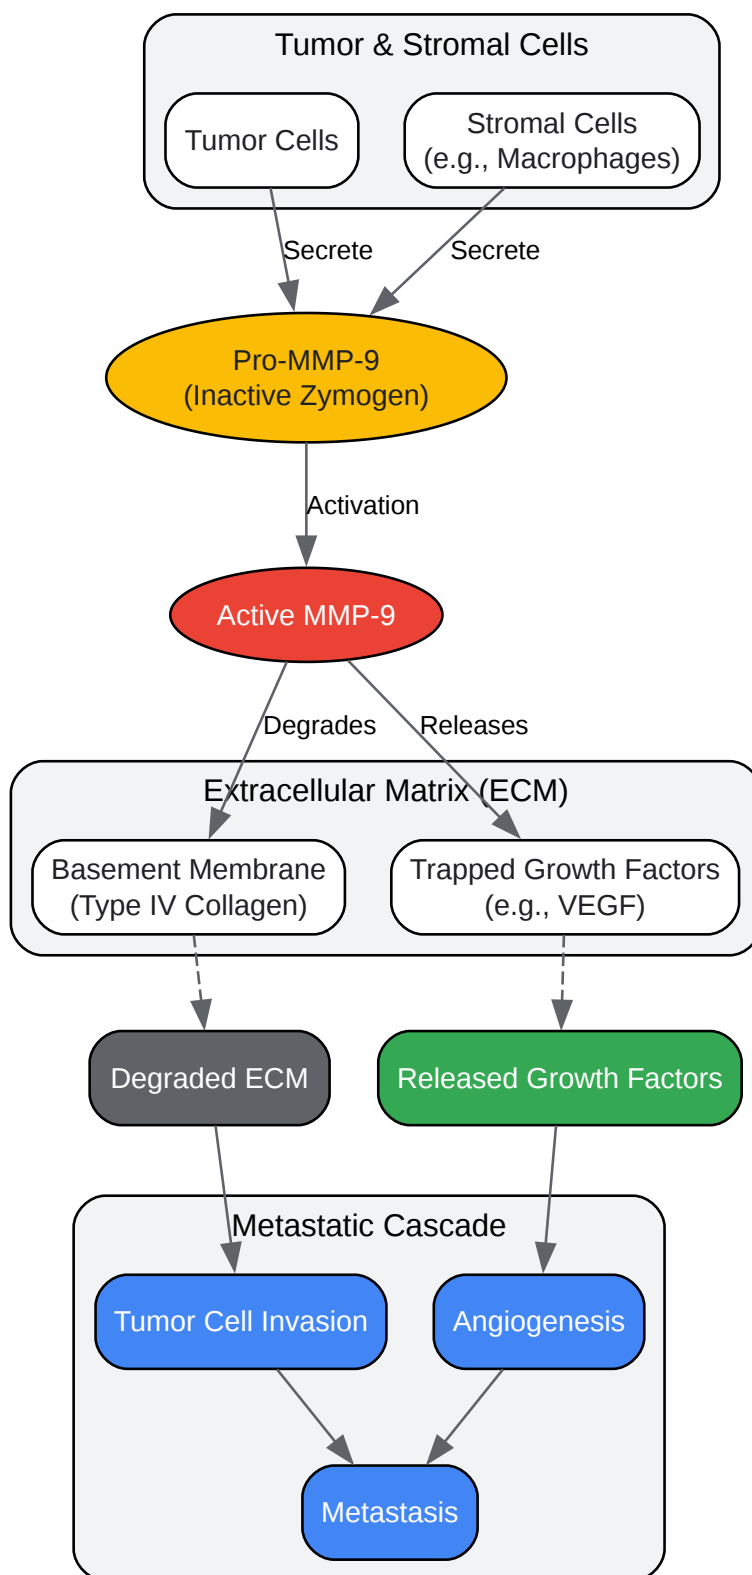 Tumor & Stromal Cells
Tumor Cells
Stromal Cells
(e.g., Macrophages)
Secrete
Secrete
Pro-MMP-9
(Inactive Zymogen)
Activation
Active MMP-9
Degrades
Releases
Extracellular Matrix (ECM)
Basement Membrane
(Type IV Collagen)
Trapped Growth Factors
(e.g., VEGF)
Degraded ECM
Released Growth Factors
Metastatic Cascade
Tumor Cell Invasion
Angiogenesis
Metastasis